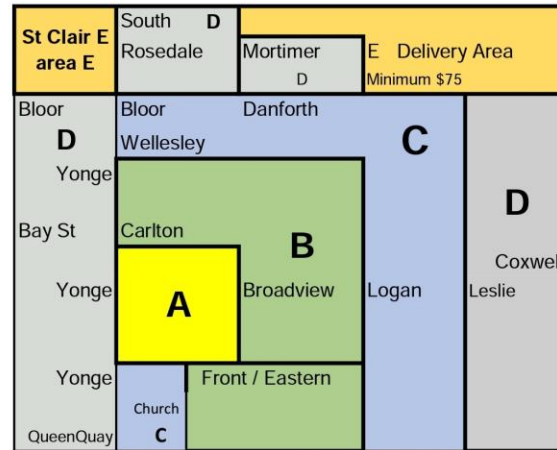 St Clair E
area E
South D
Rosedale
Mortimer
D
E Delivery Area
Minimum $75
Bloor
D
Yonge
Bay St
Yonge
Yonge
QueenQuay
Bloor Danforth
Wellesley
C
Carlton
B
A
Broadview
Logan
Front / Eastern
Church
C
D
Coxwel
Leslie